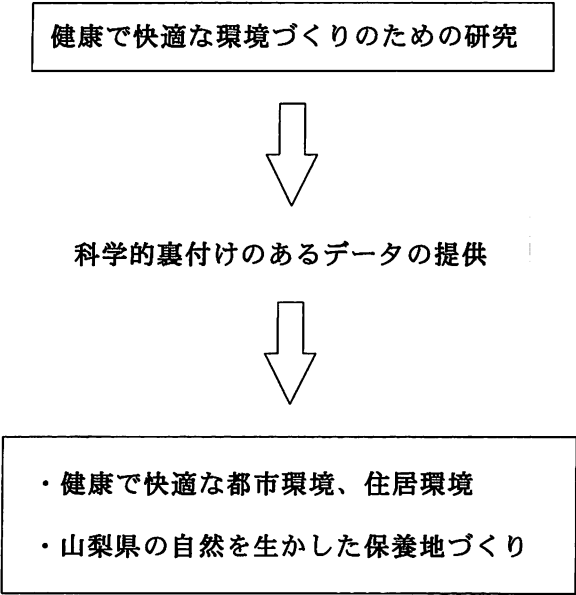 健康で快適な環境づくりのための研究
科学的裏付けのあるデータの提供
・健康で快適な都市環境、住居環境
・山梨県の自然を生かした保養地づくり